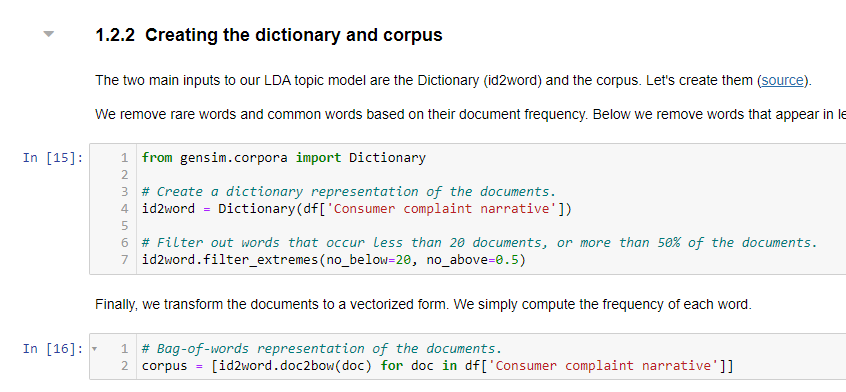 1.2.2 Creating the dictionary and corpus
The two main inputs to our LDA topic model are the Dictionary (id2word) and the corpus. Let's create them (source).
We remove rare words and common words based on their document frequency. Below we remove words that appear in le
In [15]:
1 from gensim.corpora import Dictionary
2
3 # Create a dictionary representation of the documents.
4 id2word = Dictionary(df['Consumer complaint narrative'])
5
6 # Filter out words that occur less than 20 documents, or more than 50% of the documents.
7 id2word.filter_extremes(no_below=20, no_above=0.5)
Finally, we transform the documents to a vectorized form. We simply compute the frequency of each word.
In [16]:
1 # Bag-of-words representation of the documents.
2 corpus = [id2word.doc2bow(doc) for doc in df['Consumer complaint narrative']]